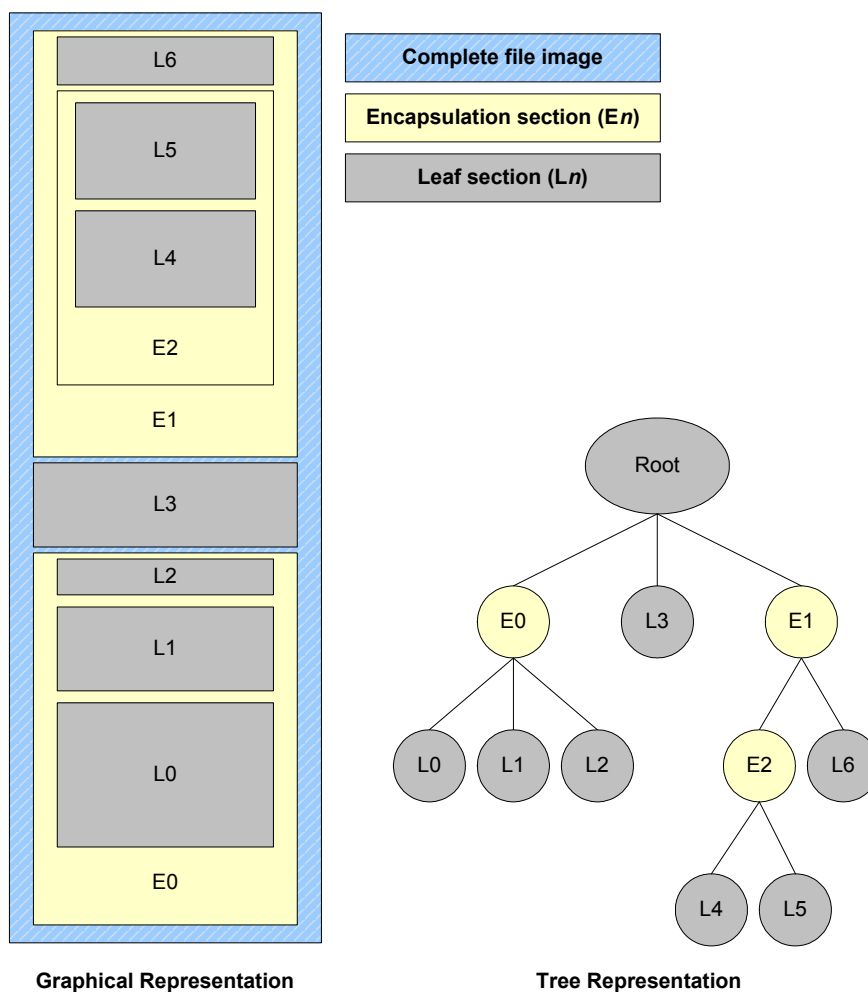 L6
L5
L4
E2
E1
L3
L2
L1
L0
E0
Complete file image
Encapsulation section (En)
Leaf section (Ln)
Root
E0 L3 E1
L0 L1 L2 E2 L6
L4 L5
Graphical Representation
Tree Representation